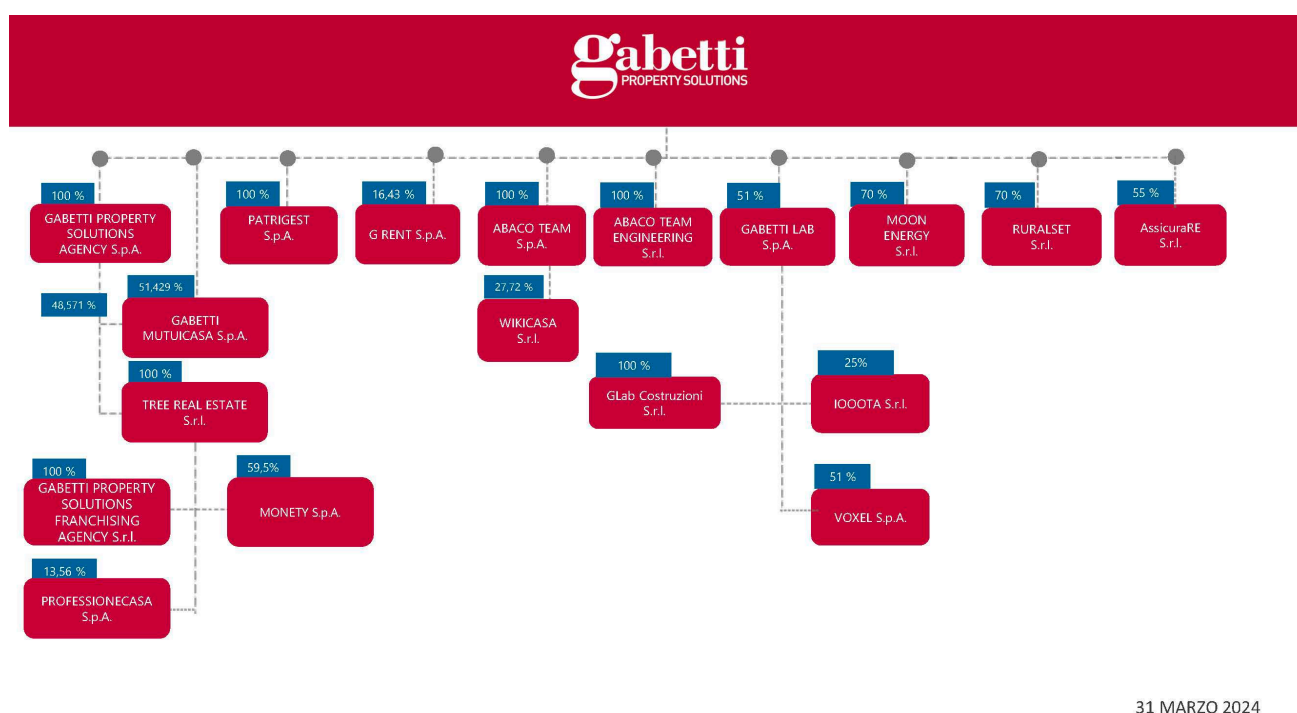 gabetti
PROPERTY SOLUTIONS
100 %
GABETTI PROPERTY
SOLUTIONS
AGENCY S.p.A.
100 %
PATRIGEST
S.p.A.
16,43 %
G RENT S.p.A.
100 %
ABACO TEAM
S.p.A.
100 %
ABACO TEAM
ENGINEERING
S.r.l.
51 %
GABETTI LAB
S.p.A.
70 %
MOON
ENERGY
S.r.l.
70 %
RURALSET
S.r.l.
55 %
AssicuraRE
S.r.l.
48,571 %
51,429 %
GABETTI
MUTUICASA S.p.A.
27,72 %
WIKICASA
S.r.l.
100 %
TREE REAL ESTATE
S.r.l.
100 %
GLab Costruzioni
S.r.l.
25%
IOOOTA S.r.l.
100 %
GABETTI PROPERTY
SOLUTIONS
FRANCHISING
AGENCY S.r.l.
59,5%
MONETY S.p.A.
51 %
VOXEL S.p.A.
13,56 %
PROFESSIONECASA
S.p.A.
31 MARZO 2024